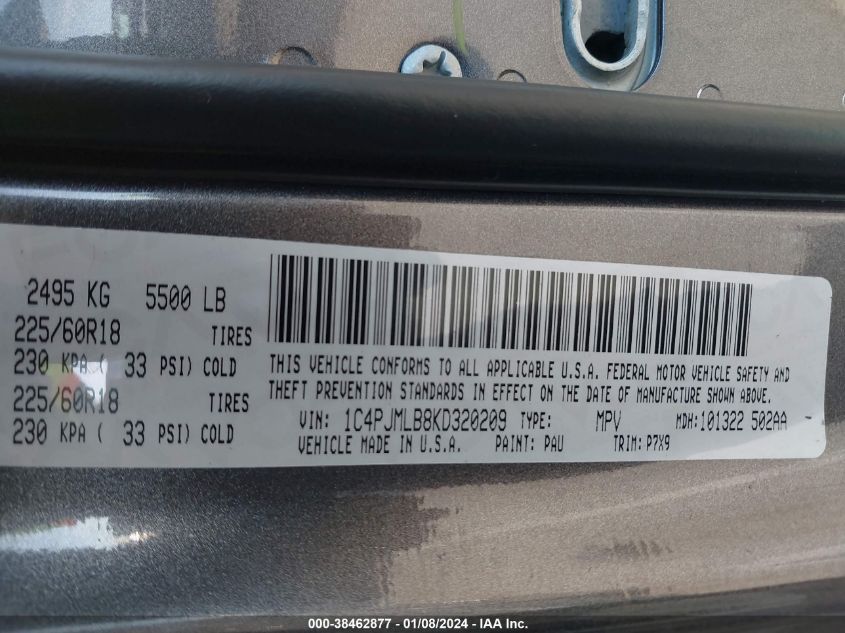 2495 KG 5500 LB
225/60R18 TIRES
230 KPA ( 33 PSI) COLD
225/60R18 TIRES
230 KPA ( 33 PSI) COLD
THIS VEHICLE CONFORMS TO ALL APPLICABLE U.S.A. FEDERAL MOTOR VEHICLE SAFETY AND
THEFT PREVENTION STANDARDS IN EFFECT ON THE DATE OF MANUFACTURE SHOWN ABOVE.
VIN: 1C4PJMLB8KD320209 TYPE: MPV MDH:101322 502AA
VEHICLE MADE IN U.S.A. PAINT: PAU TRIM: P7X9
000-38462877 - 01/08/2024 - © - IAA Inc.